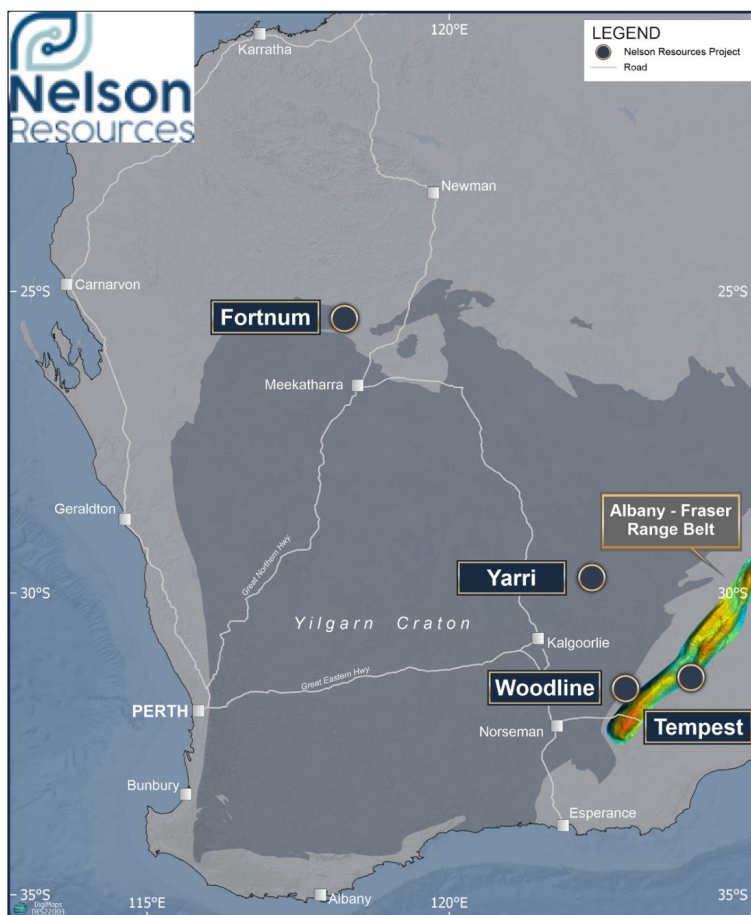 Nelson
Resources
120°E
LEGEND
Nelson Resources Project
Road
Karratha
Newman
25°S
25°S
Carnarvon
Fortnum
Meekatharra
Geraldton
Albany - Fraser
Range Belt
Great Northern Hwy.
Yarri
30°S
30°S
Yilgarn Craton
Kalgoorlie
Great Eastern Hwy.
Woodline
PERTH
Norseman
Tempest
Bunbury
Esperance
35°S
DigiMaps
NES22003
115°E
Albany
120°E
35°S